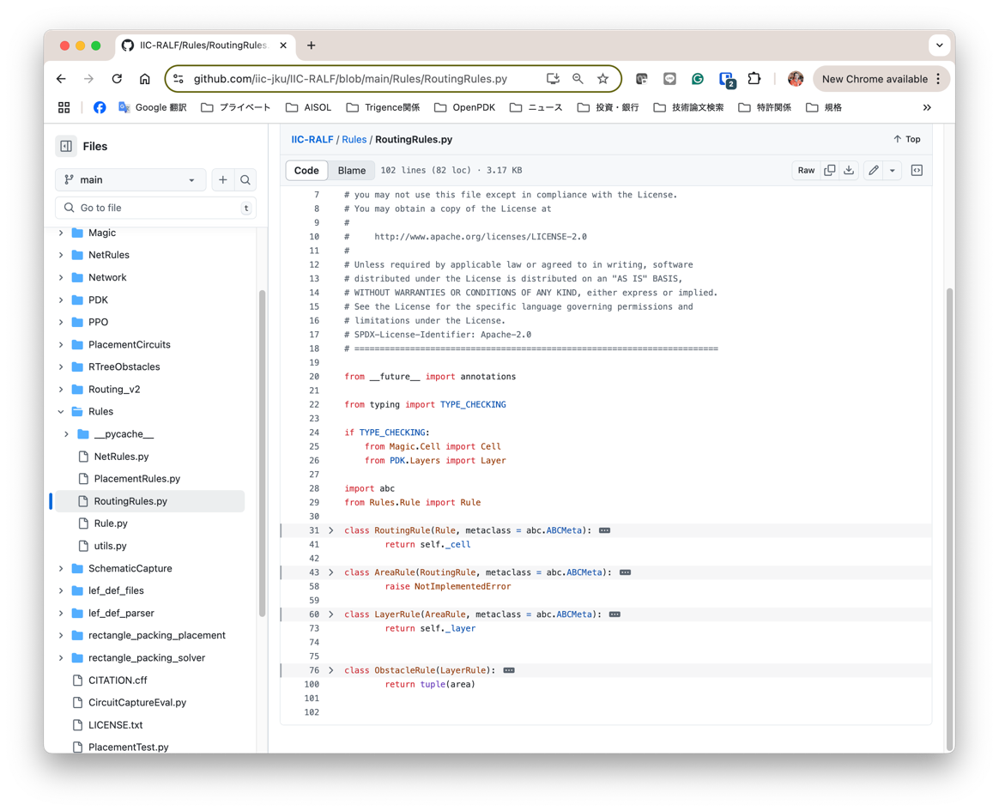 IIC-RALF/Rules/RoutingRules.
github.com/iic-jku/IIC-RALF/blob/main/Rules/RoutingRules.py
2
New Chrome available
Google 翻訳
プライベート
AISOL
Trigence関係
OpenPDK
ニュース
投資・銀行
技術論文検索
特許関係
規格
Files
main
Go to file
t
Magic
NetRules
Network
PDK
PPO
PlacementCircuits
RTreeObstacles
Routing_v2
Rules
__pycache__
NetRules.py
PlacementRules.py
RoutingRules.py
Rule.py
utils.py
SchematicCapture
lef_def_files
lef_def_parser
rectangle_packing_placement
rectangle_packing_solver
CITATION.cff
CircuitCaptureEval.py
LICENSE.txt
PlacementTest.py
IIC-RALF / Rules / RoutingRules.py
Top
Code
Blame
102 lines (82 loc) · 3.17 KB
Raw
7 # you may not use this file except in compliance with the License.
8 # You may obtain a copy of the License at
9 #
10 #     http://www.apache.org/licenses/LICENSE-2.0
11 #
12 # Unless required by applicable law or agreed to in writing, software
13 # distributed under the License is distributed on an "AS IS" BASIS,
14 # WITHOUT WARRANTIES OR CONDITIONS OF ANY KIND, either express or implied.
15 # See the License for the specific language governing permissions and
16 # limitations under the License.
17 # SPDX-License-Identifier: Apache-2.0
18 # ========================================================================
19
20 from __future__ import annotations
21
22 from typing import TYPE_CHECKING
23
24 if TYPE_CHECKING:
25     from Magic.Cell import Cell
26     from PDK.Layers import Layer
27
28 import abc
29 from Rules.Rule import Rule
30
31 class RoutingRule(Rule, metaclass = abc.ABCMeta):
41         return self._cell
42
43 class AreaRule(RoutingRule, metaclass = abc.ABCMeta):
58         raise NotImplementedError
59
60 class LayerRule(AreaRule, metaclass = abc.ABCMeta):
73         return self._layer
74
75
76 class ObstacleRule(LayerRule):
100         return tuple(area)
101
102